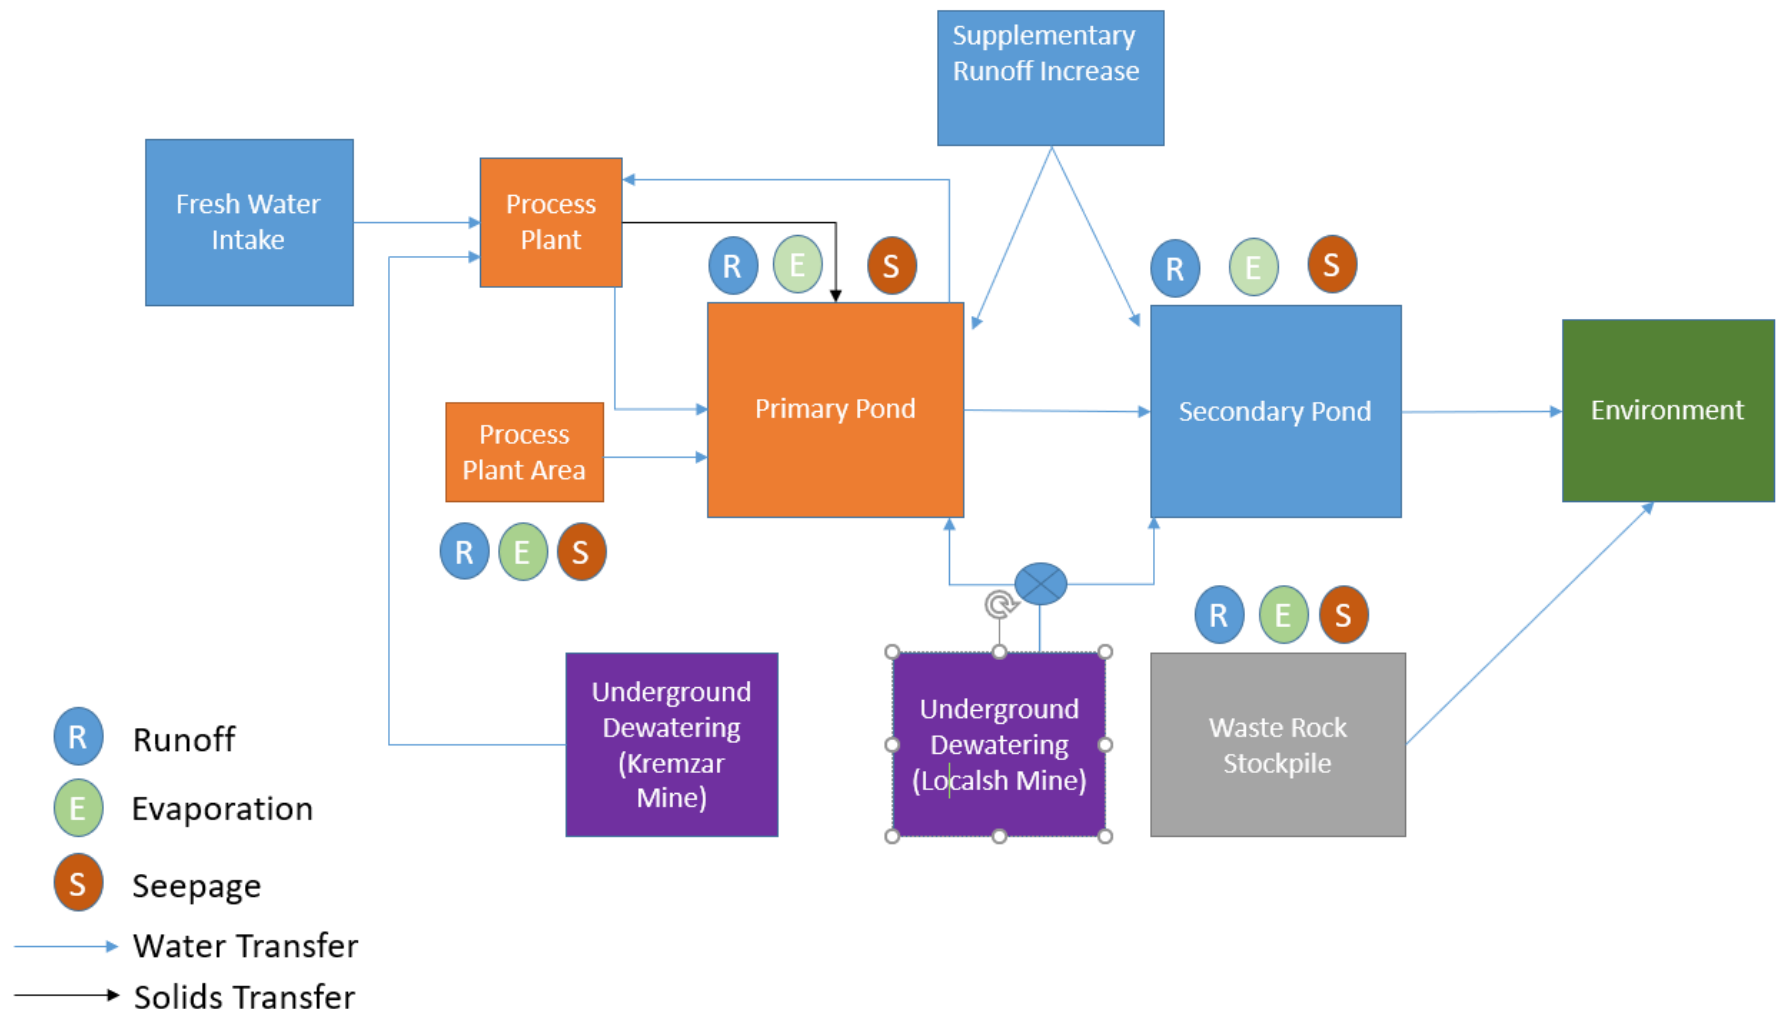 Supplementary
Runoff Increase
Fresh Water
Intake
Process
Plant
R
E
S
R
E
S
Primary Pond
Secondary Pond
Environment
Process
Plant Area
R
E
S
R
E
S
Underground
Dewatering
(Kremzar
Mine)
Underground
Dewatering
(Localsh Mine)
Waste Rock
Stockpile
R
Runoff
E
Evaporation
S
Seepage
Water Transfer
Solids Transfer